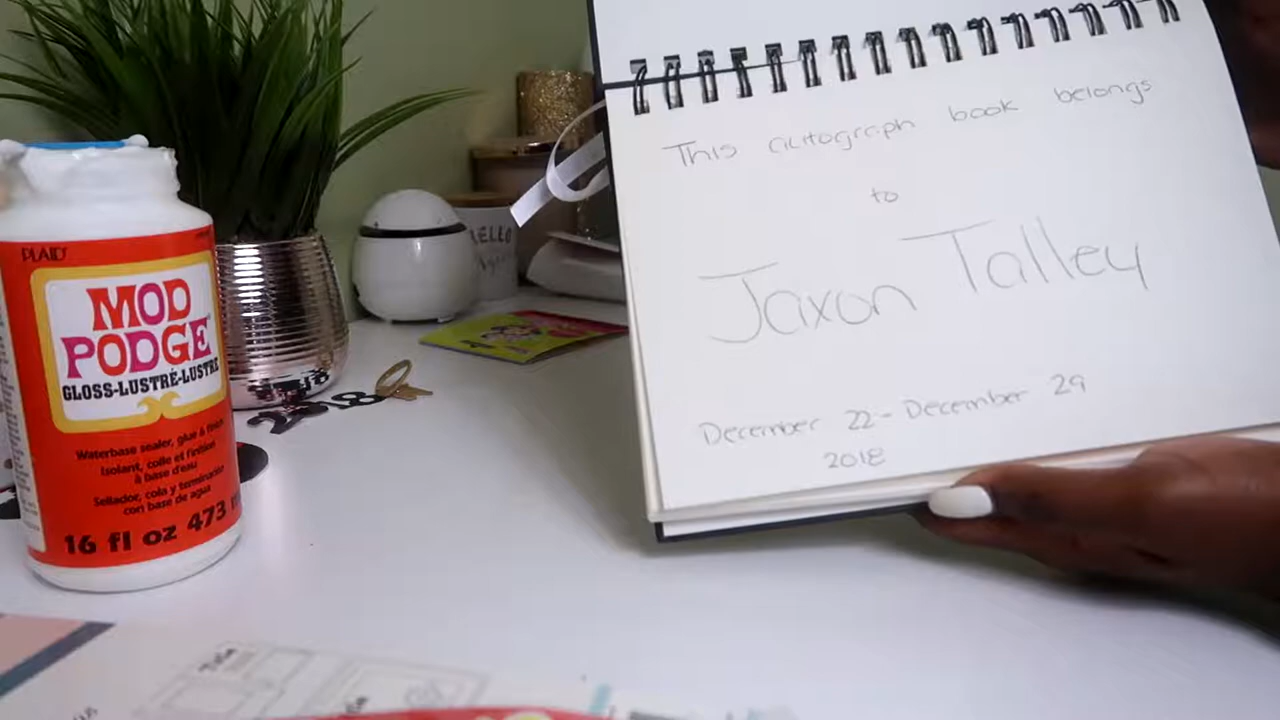 This autograph book belongs
to
Jaxon Talley
December 22 - December 29
2018
PLAID
MOD
PODGE
GLOSS-LUSTRÉ-LUSTRE
Waterbase sealer, glue & finish
Isolant, colle et finition
à base d'eau
Sellador, cola y terminación
con base de agua
16 fl oz 473 m
HELLO
2018